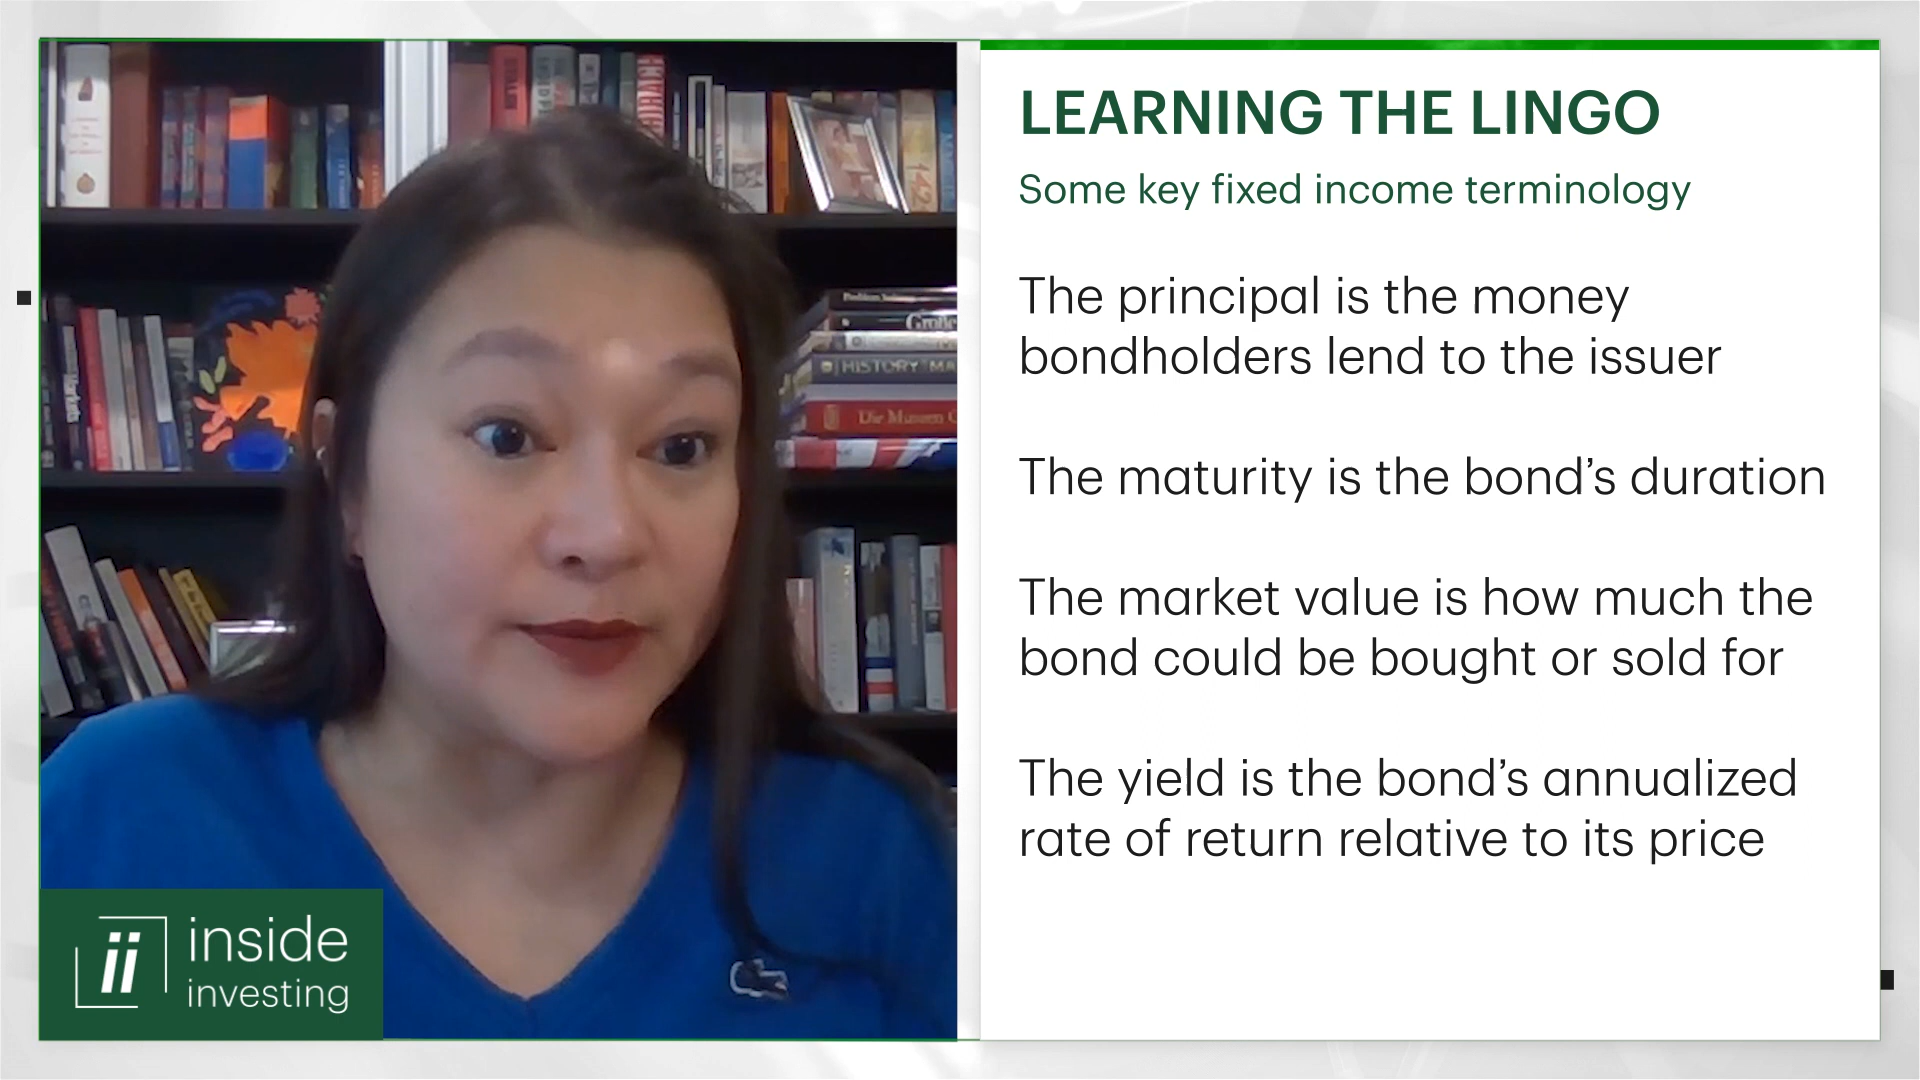 LEARNING THE LINGO
Some key fixed income terminology
The principal is the money
bondholders lend to the issuer
The maturity is the bond’s duration
The market value is how much the
bond could be bought or sold for
The yield is the bond’s annualized
rate of return relative to its price
ii inside
investing
HISTORY